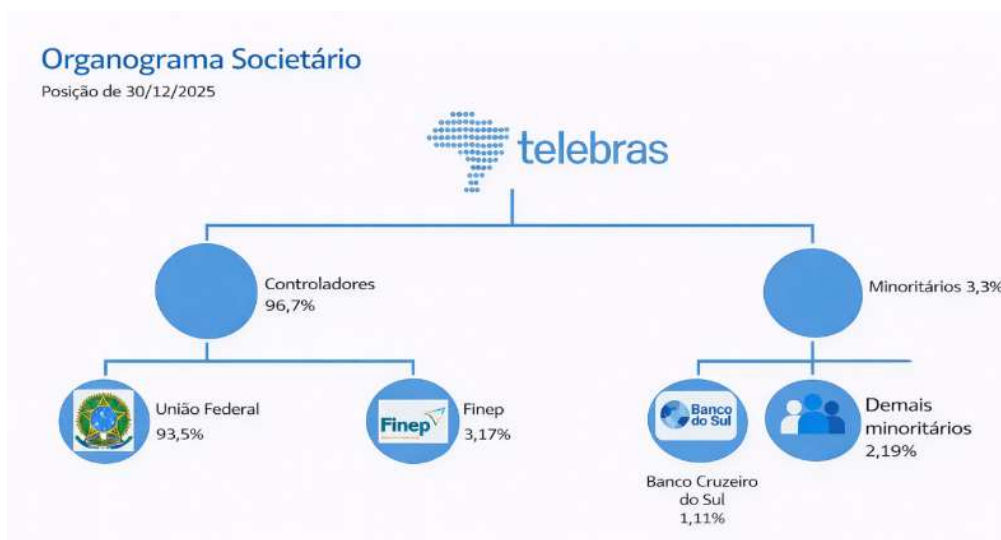 Organograma Societário
Posição de 30/12/2025
telebras
Controladores
96,7%
Minoritários 3,3%
União Federal
93,5%
Finep
Finep
3,17%
Banco
do Sul
Demais
minoritários
2,19%
Banco Cruzeiro
do Sul
1,11%